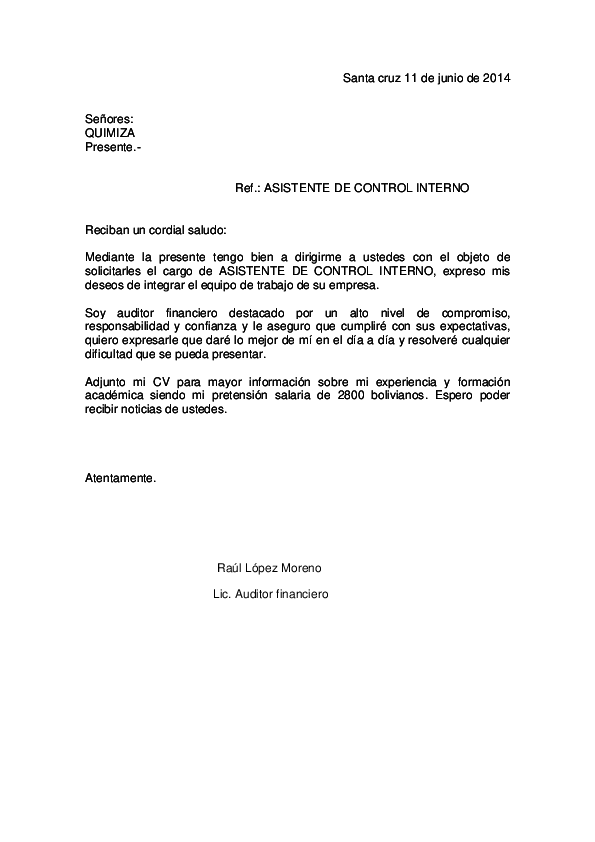 Santa cruz 11 de junio de 2014
Señores:
QUIMIZA
Presente.-
Ref.: ASISTENTE DE CONTROL INTERNO
Reciban un cordial saludo:
Mediante la presente tengo bien a dirigirme a ustedes con el objeto de
solicitarles el cargo de ASISTENTE DE CONTROL INTERNO, expreso mis
deseos de integrar el equipo de trabajo de su empresa.
Soy auditor financiero destacado por un alto nivel de compromiso,
responsabilidad y confianza y le aseguro que cumpliré con sus expectativas,
quiero expresarle que daré lo mejor de mí en el día a día y resolveré cualquier
dificultad que se pueda presentar.
Adjunto mi CV para mayor información sobre mi experiencia y formación
académica siendo mi pretensión salaria de 2800 bolivianos. Espero poder
recibir noticias de ustedes.
Atentamente.
Raúl López Moreno
Lic. Auditor financiero